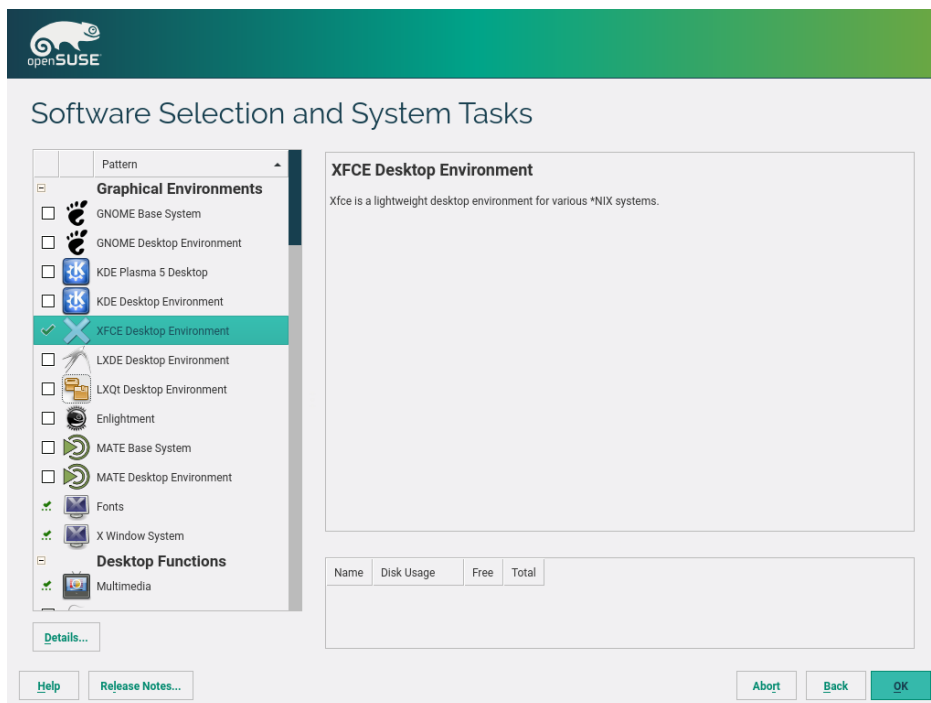 openSUSE
Software Selection and System Tasks
Pattern
Graphical Environments
GNOME Base System
GNOME Desktop Environment
KDE Plasma 5 Desktop
KDE Desktop Environment
XFCE Desktop Environment
LXDE Desktop Environment
LXQt Desktop Environment
Enlightment
MATE Base System
MATE Desktop Environment
Fonts
X Window System
Desktop Functions
Multimedia
Details...
XFCE Desktop Environment
Xfce is a lightweight desktop environment for various *NIX systems.
Name Disk Usage Free Total
Help Release Notes... Abort Back OK